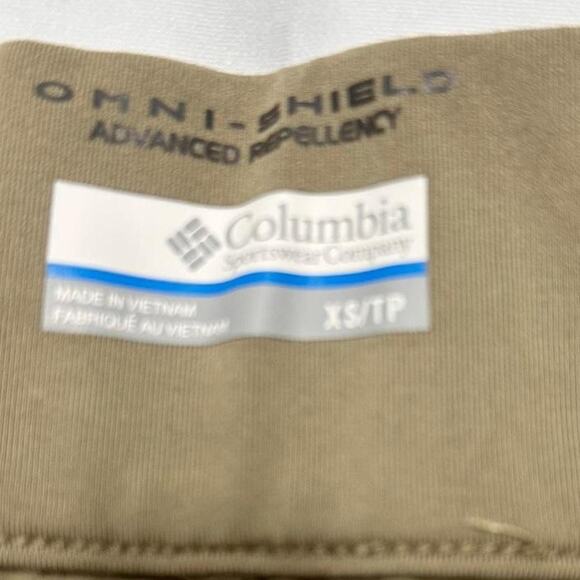 OMNI-SHIELD
ADVANCED REPELLENCY
Columbia
Sportswear Company
MADE IN VIETNAM
FABRIQUÉ AU VIETNAM
XS/TP